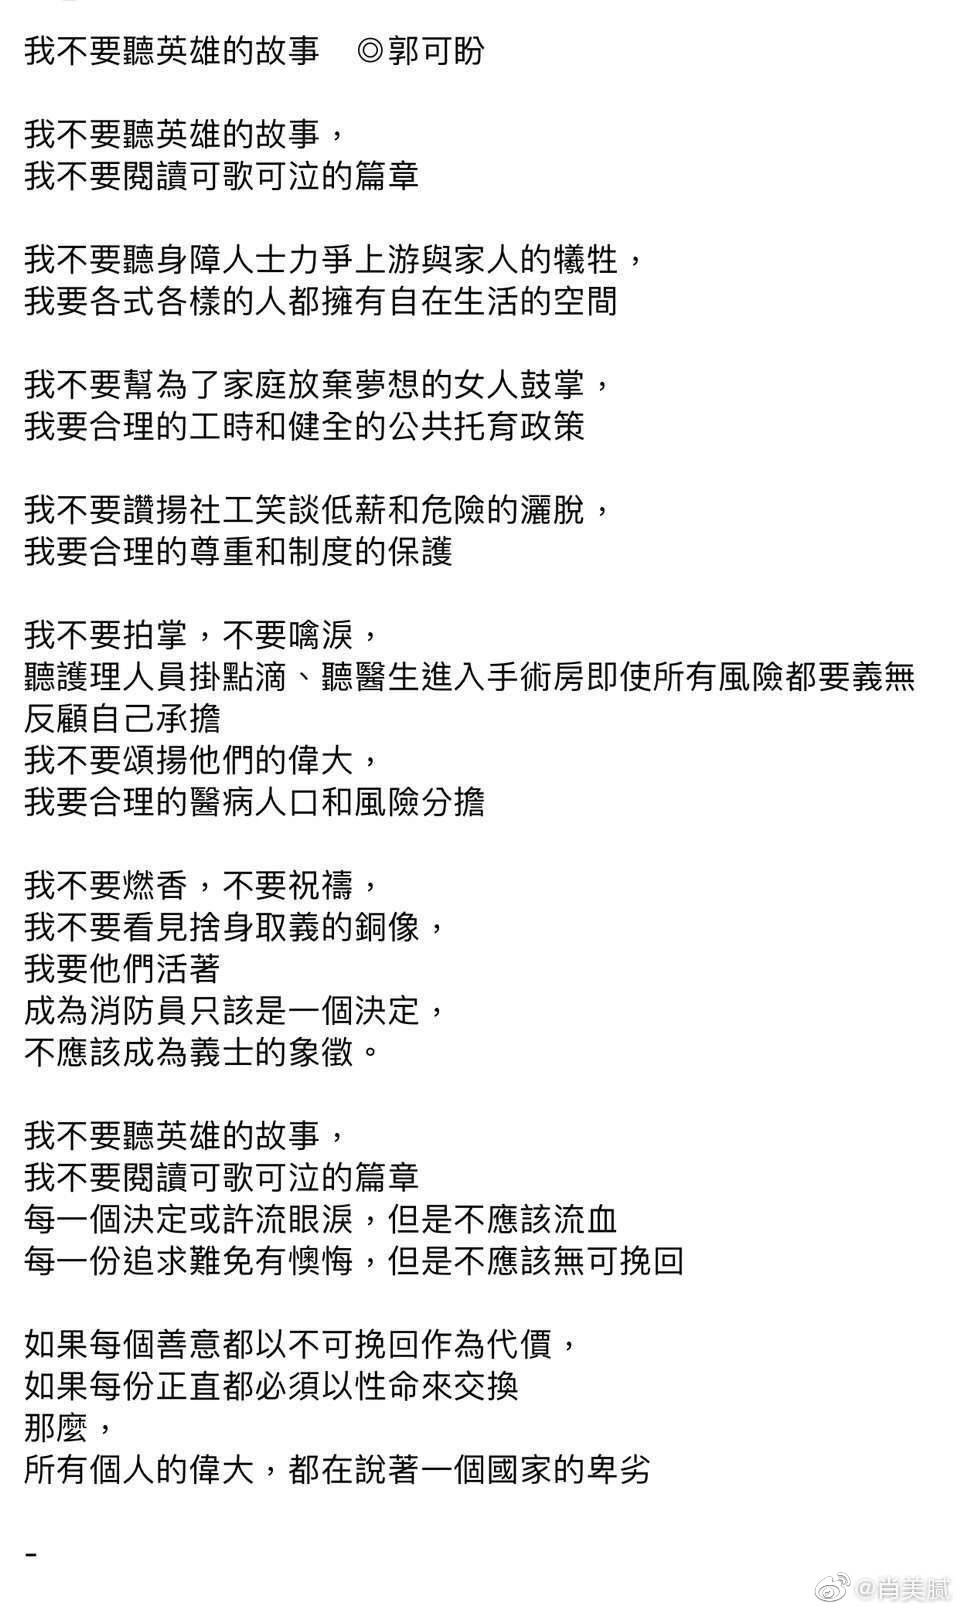 我不要聽英雄的故事　◎郭可盼
我不要聽英雄的故事，
我不要閱讀可歌可泣的篇章
我不要聽身障人士力爭上游與家人的犧牲，
我要各式各樣的人都擁有自在生活的空間
我不要幫為了家庭放棄夢想的女人鼓掌，
我要合理的工時和健全的公共托育政策
我不要讚揚社工笑談低薪和危險的灑脫，
我要合理的尊重和制度的保護
我不要拍掌，不要噙淚，
聽護理人員掛點滴、聽醫生進入手術房即使所有風險都要義無
反顧自己承擔
我不要頌揚他們的偉大，
我要合理的醫病人口和風險分擔
我不要燃香，不要祝禱，
我不要看見捨身取義的銅像，
我要他們活著
成為消防員只該是一個決定，
不應該成為義士的象徵。
我不要聽英雄的故事，
我不要閱讀可歌可泣的篇章
每一個決定或許流眼淚，但是不應該流血
每一份追求難免有懊悔，但是不應該無可挽回
如果每個善意都以不可挽回作為代價，
如果每份正直都必須以性命來交換
那麼，
所有個人的偉大，都在說著一個國家的卑劣
-
@肖美腻